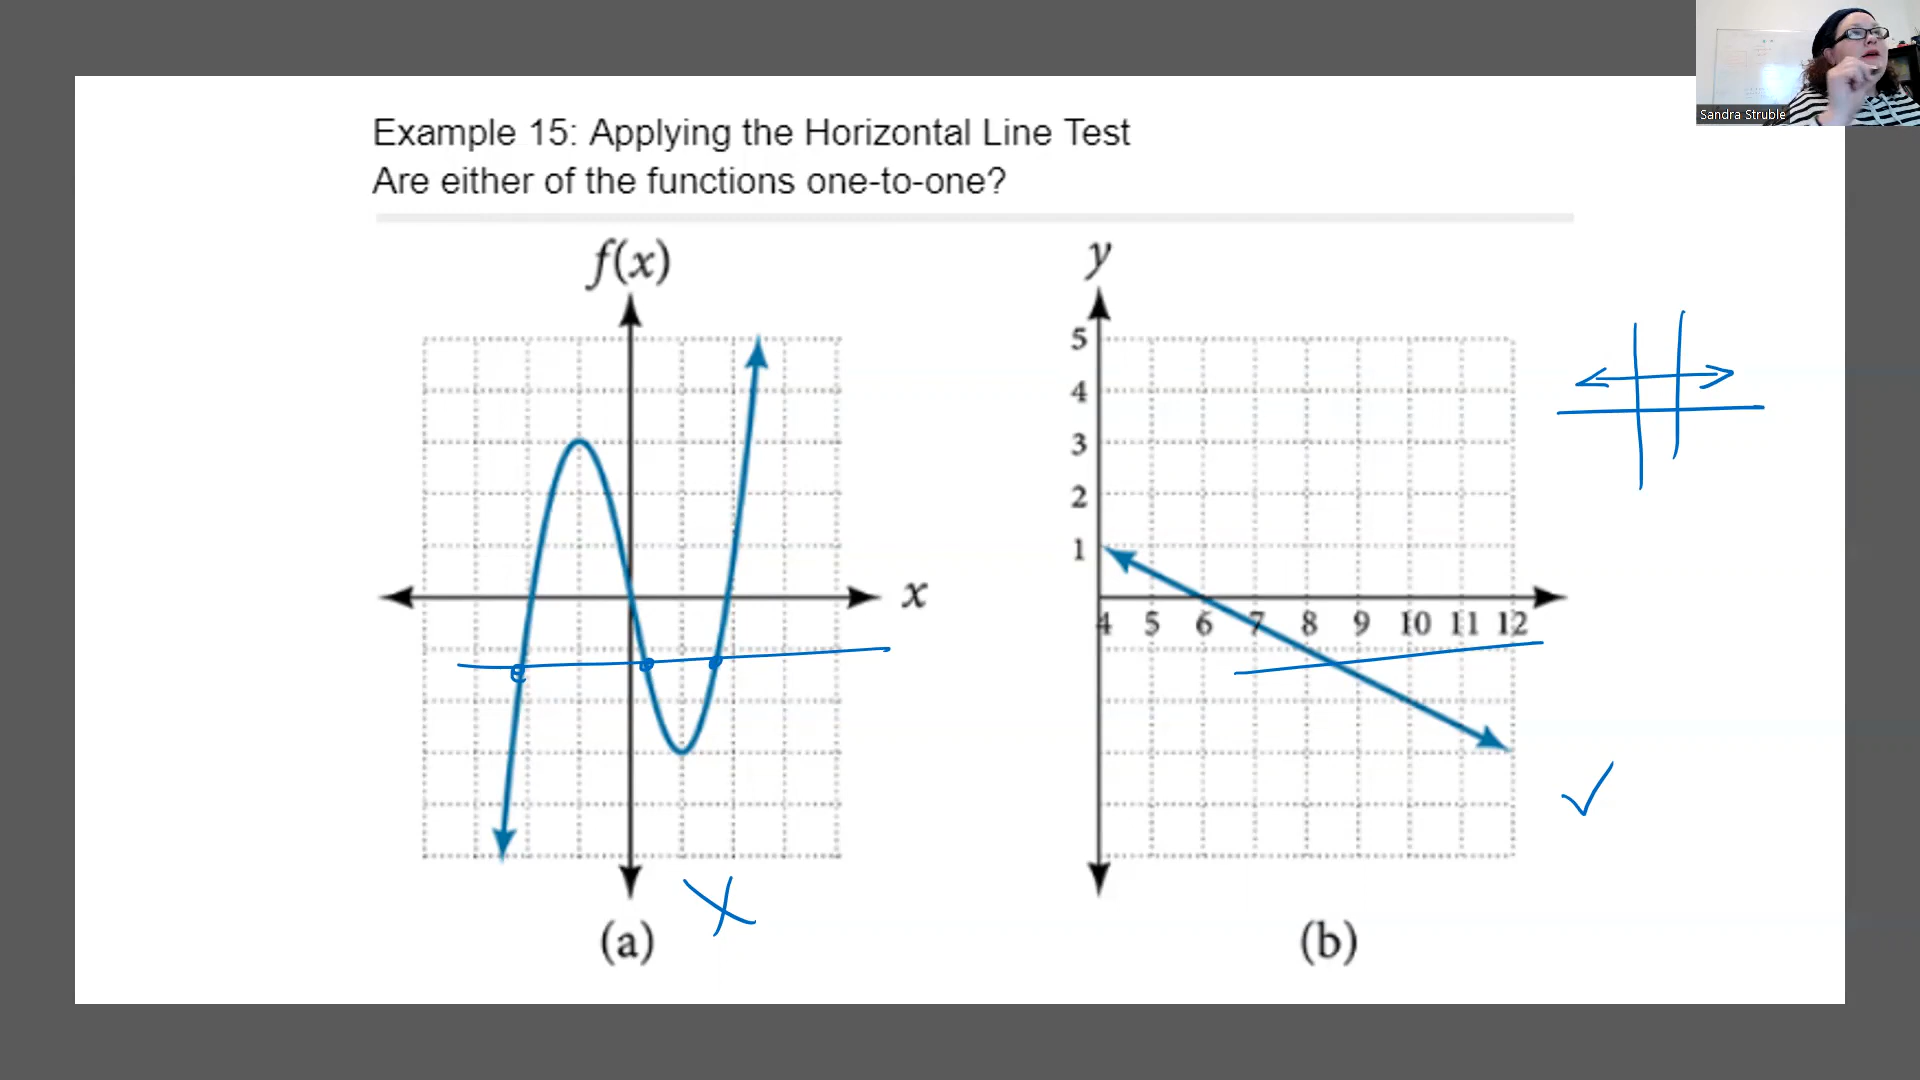 Sandra Struble
Example 15: Applying the Horizontal Line Test
Are either of the functions one-to-one?
f(x)
x
(a)
y
5
4
3
2
1
4 5 6 7 8 9 10 11 12
(b)